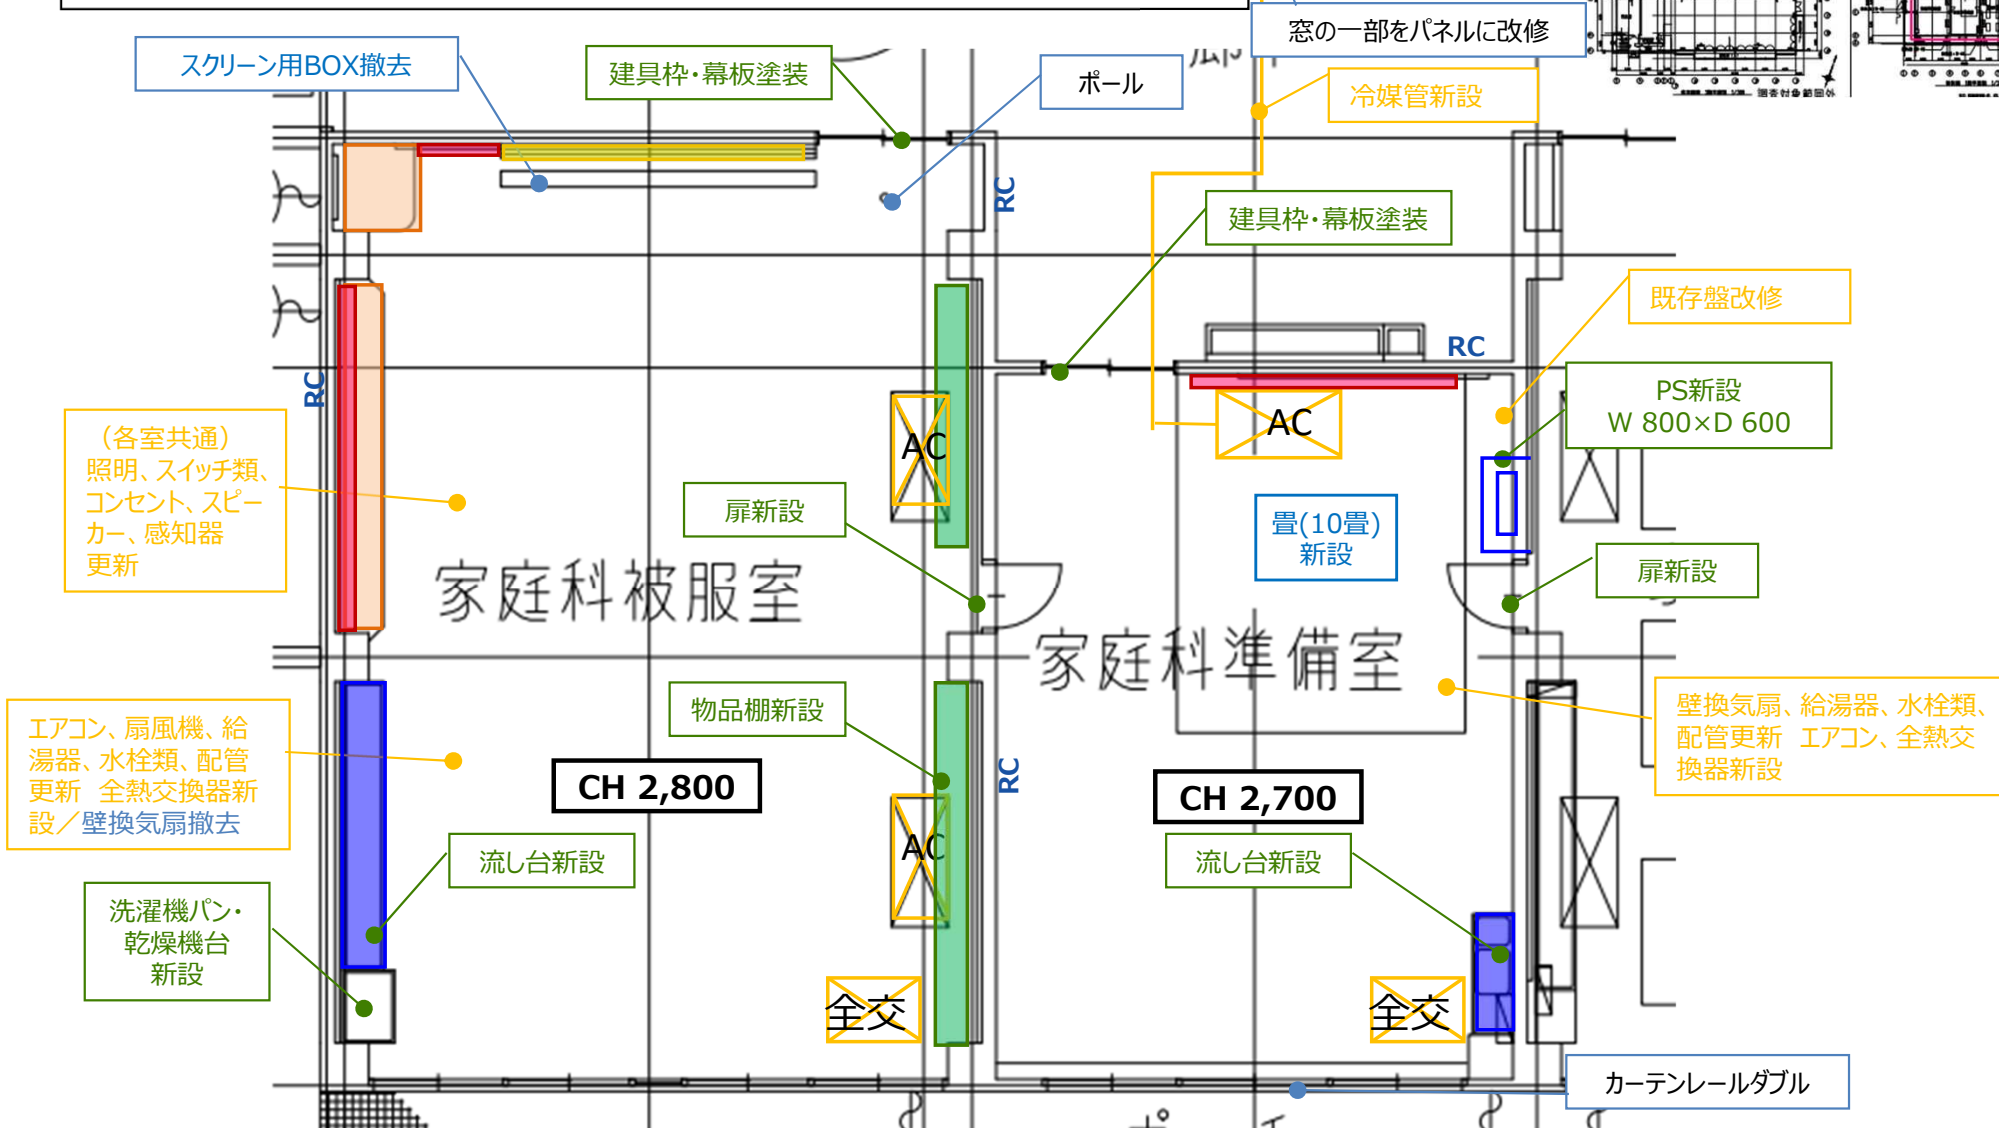 窓の一部をパネルに改修
スクリーン用BOX撤去
建具枠・幕板塗装
ポール
冷媒管新設
調査対象範囲外
RC
建具枠・幕板塗装
既存盤改修
RC
RC
PS新設
W 800×D 600
(各室共通)
照明、スイッチ類、
コンセント、スピー
カー、感知器
更新
AC
AC
扉新設
畳(10畳)
新設
扉新設
家庭科被服室
家庭科準備室
物品棚新設
エアコン、扇風機、給
湯器、水栓類、配管
更新 全熱交換器新
設／壁換気扇撤去
壁換気扇、給湯器、水栓類、
配管更新 エアコン、全熱交
換器新設
RC
CH 2,800
CH 2,700
AC
流し台新設
流し台新設
洗濯機パン・
乾燥機台
新設
全交
全交
カーテンレールダブル